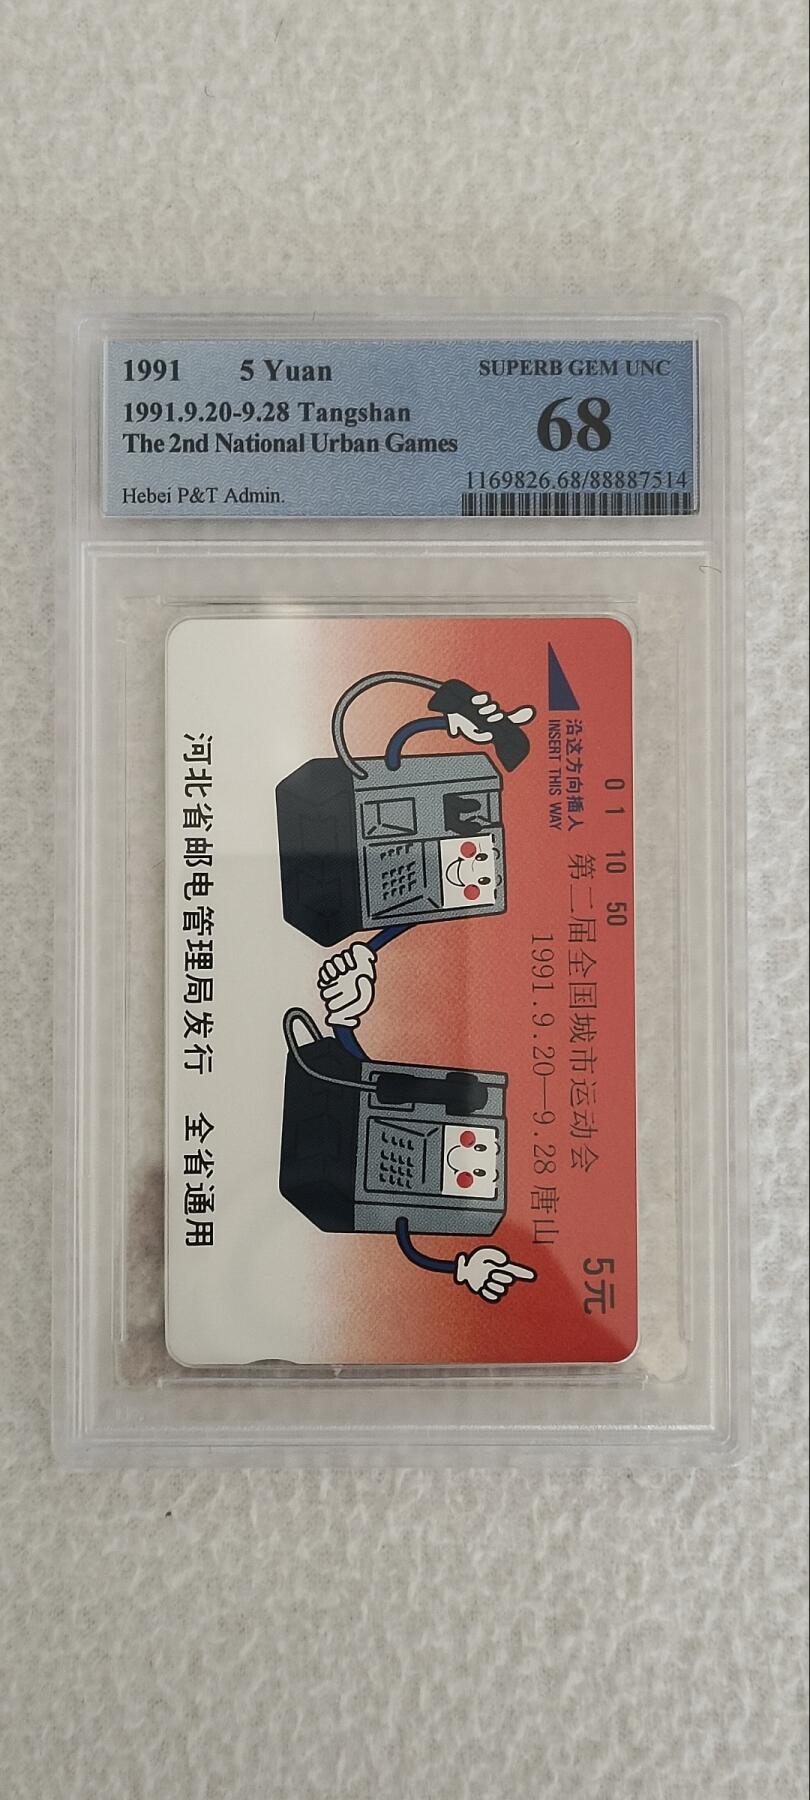 1991 5 Yuan
1991.9.20-9.28 Tangshan
The 2nd National Urban Games
Hebei P&T Admin.
SUPERB GEM UNC
68
1169826.68/88887514
0 1 10 50
沿这方向插入
INSERT THIS WAY
第二届全国城市运动会
1991.9.20—9.28 唐山
5元
河北省邮电管理局发行 全省通用